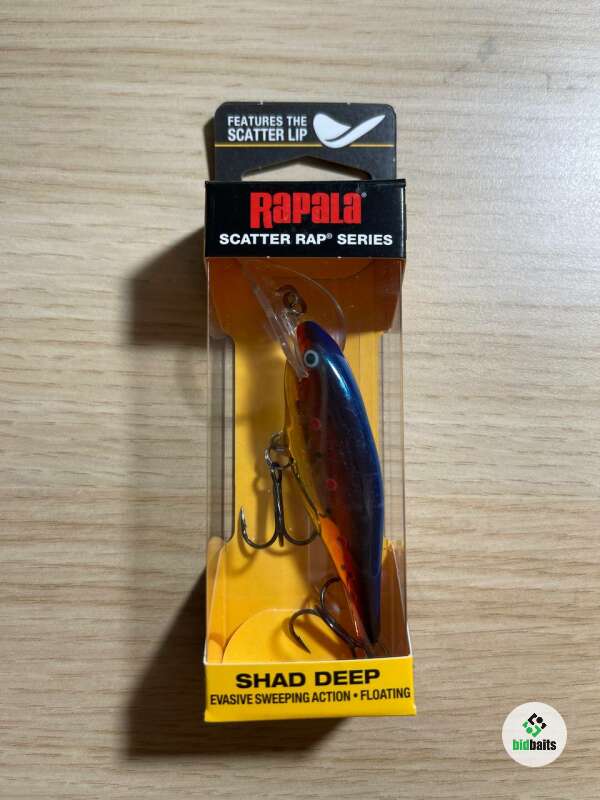 FEATURES THE
SCATTER LIP
RAPALA®
SCATTER RAP® SERIES
SHAD DEEP
EVASIVE SWEEPING ACTION • FLOATING
bidbaits